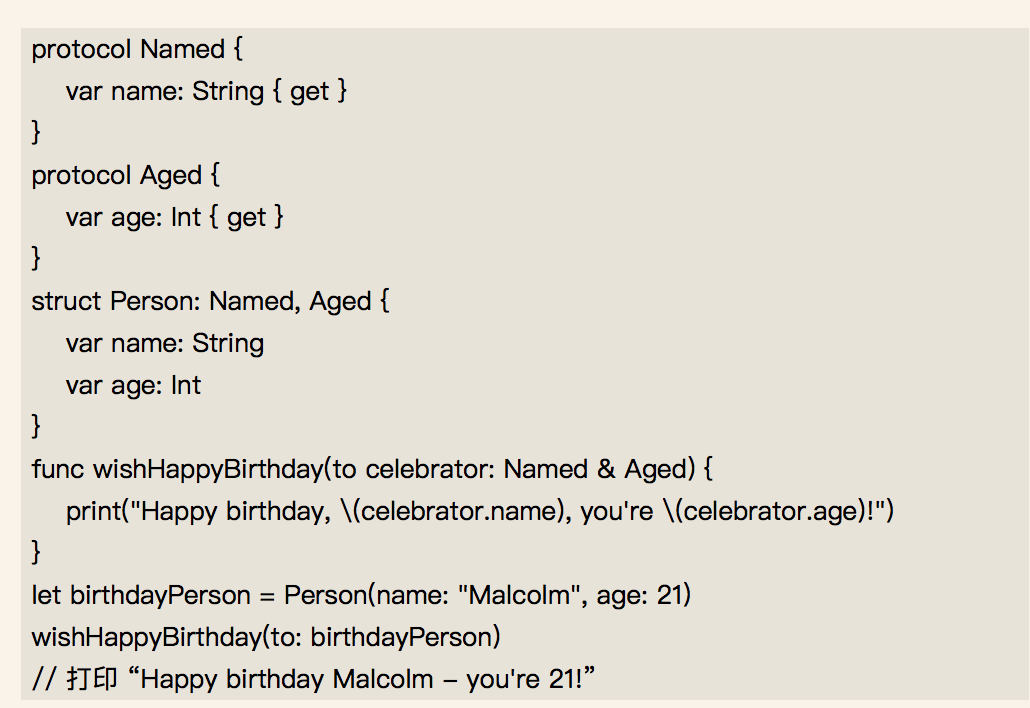 protocol Named {
    var name: String { get }
}
protocol Aged {
    var age: Int { get }
}
struct Person: Named, Aged {
    var name: String
    var age: Int
}
func wishHappyBirthday(to celebrator: Named & Aged) {
    print("Happy birthday, \(celebrator.name), you're \(celebrator.age)!")
}
let birthdayPerson = Person(name: "Malcolm", age: 21)
wishHappyBirthday(to: birthdayPerson)
// 打印 “Happy birthday Malcolm – you're 21!”